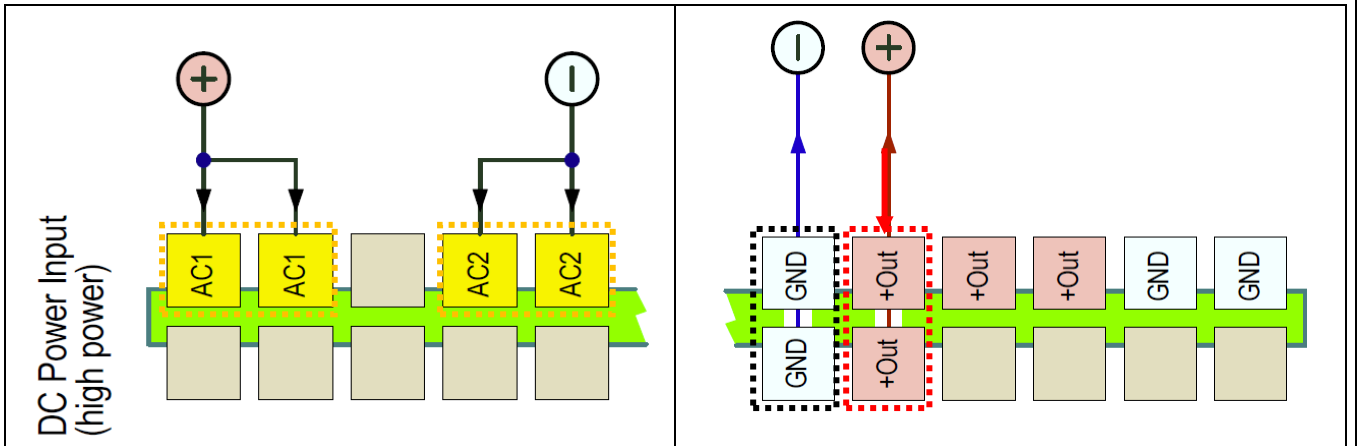 DC Power Input
(high power)
+
−
AC1
AC1
AC2
AC2
−
+
GND
+Out
+Out
+Out
GND
GND
GND
+Out